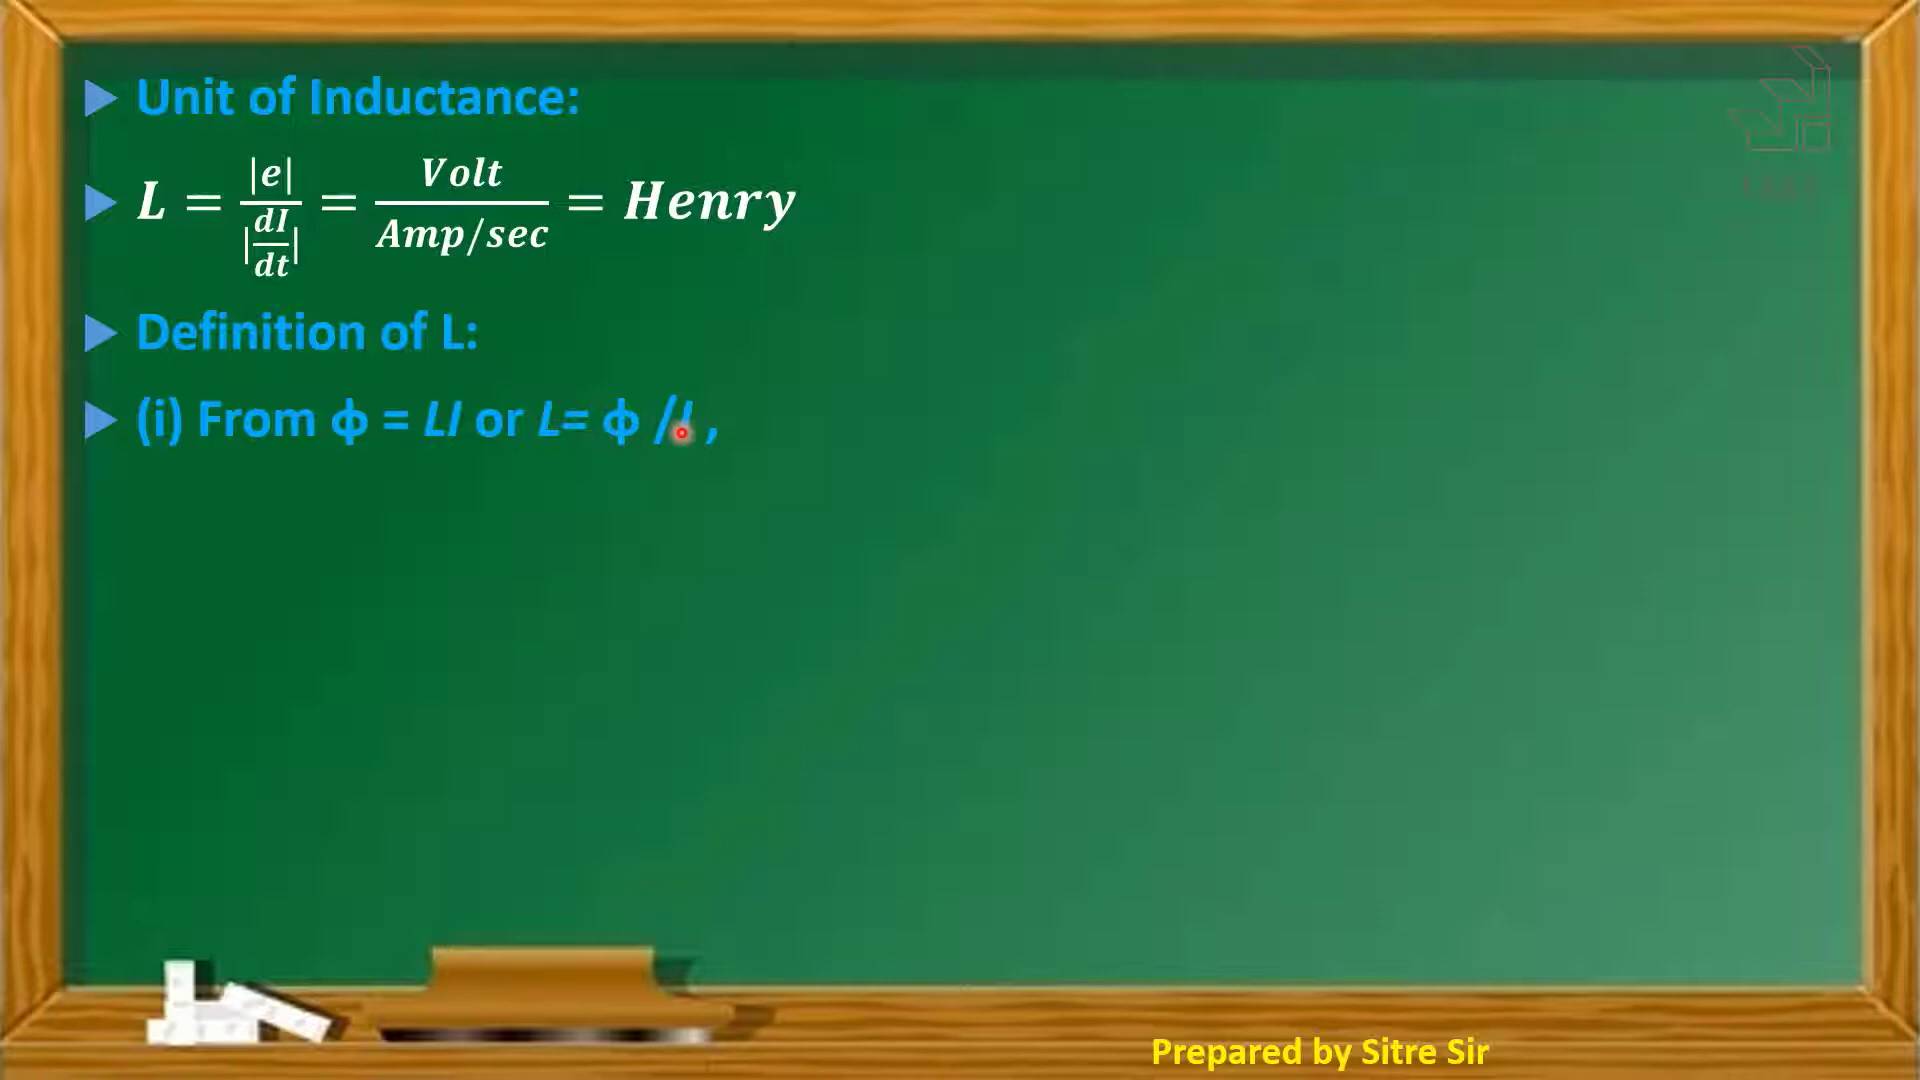 Unit of Inductance:
L = |e| / |dI/dt| = Volt / Amp/sec = Henry
Definition of L:
(i) From ϕ = LI or L= ϕ /I ,
Prepared by Sitre Sir